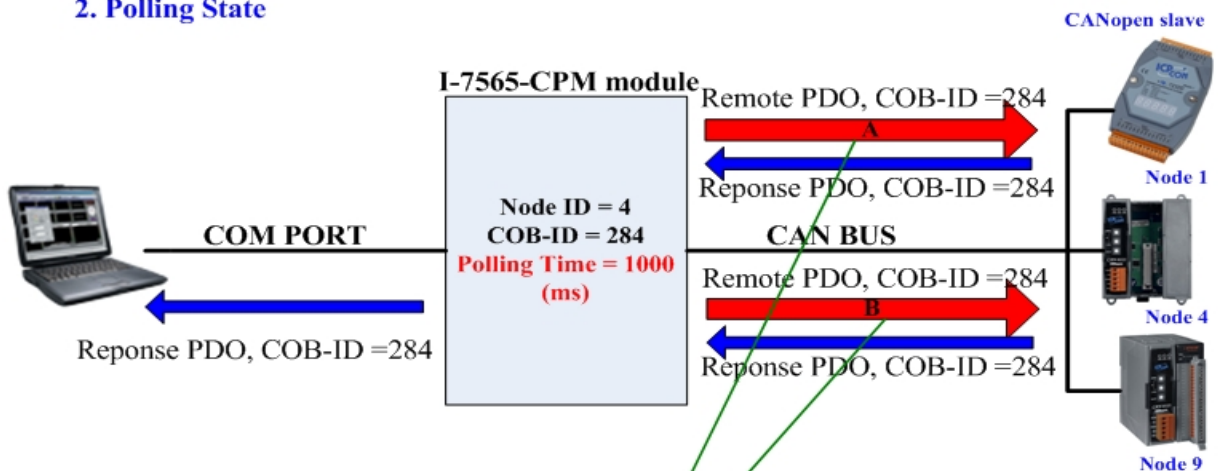 2. Polling State
CANopen slave
I-7565-CPM module
Remote PDO, COB-ID =284
A
Reponse PDO, COB-ID =284
Node 1
Node ID = 4
COB-ID = 284
Polling Time = 1000
(ms)
COM PORT
CAN BUS
Remote PDO, COB-ID =284
B
Reponse PDO, COB-ID =284
Node 4
Reponse PDO, COB-ID =284
Node 9